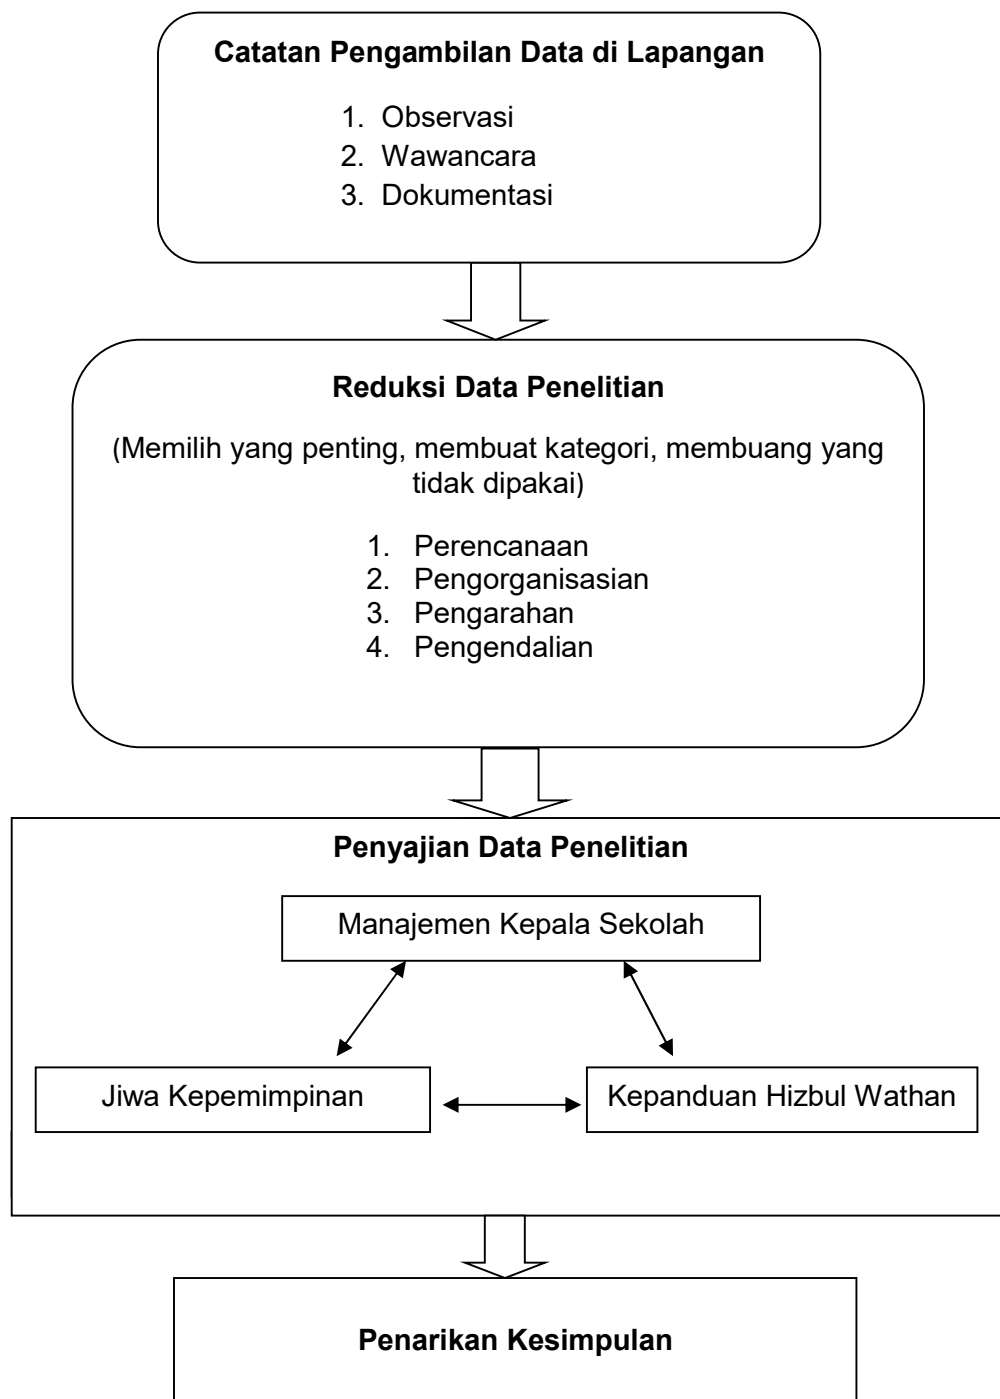 Catatan Pengambilan Data di Lapangan
1. Observasi
2. Wawancara
3. Dokumentasi
Reduksi Data Penelitian
(Memilih yang penting, membuat kategori, membuang yang
tidak dipakai)
1. Perencanaan
2. Pengorganisasian
3. Pengarahan
4. Pengendalian
Penyajian Data Penelitian
Manajemen Kepala Sekolah
Jiwa Kepemimpinan
Kepanduan Hizbul Wathan
Penarikan Kesimpulan